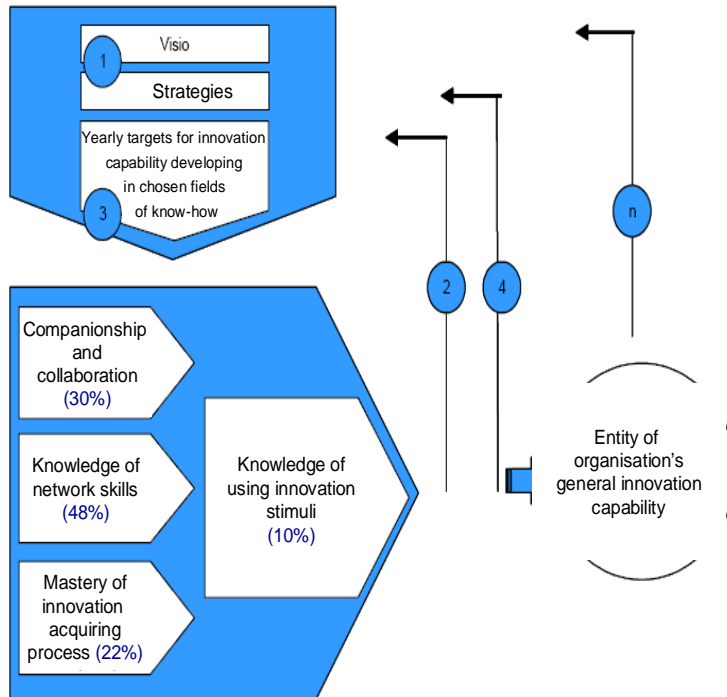 Visio
1
Strategies
Yearly targets for innovation
capability developing
in chosen fields
of know-how
3
2
4
n
Companionship
and
collaboration
(30%)
Knowledge of
network skills
(48%)
Mastery of
innovation
acquiring
process (22%)
Knowledge of
using innovation
stimuli
(10%)
Entity of
organisation’s
general innovation
capability